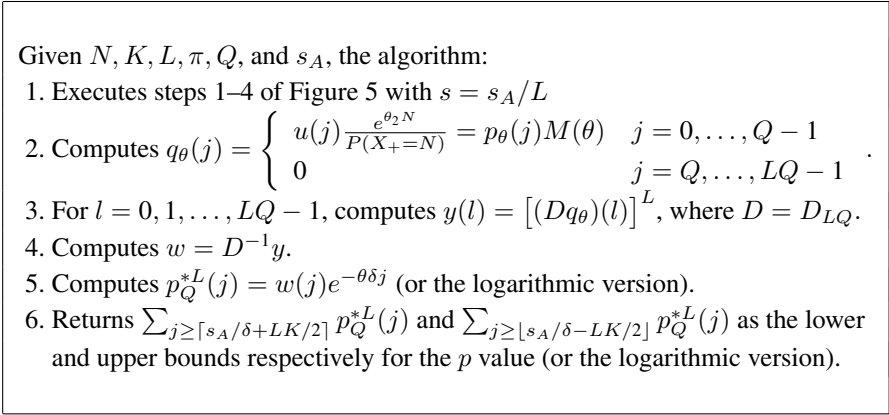 Given N, K, L, π, Q, and s_A, the algorithm:
1. Executes steps 1–4 of Figure 5 with s = s_A/L
2. Computes q_θ(j) = { u(j) \frac{e^{θ_2 N}}{P(X_+=N)} = p_θ(j)M(θ) j = 0, . . . , Q − 1
0 j = Q, . . . , LQ − 1 .
3. For l = 0, 1, . . . , LQ − 1, computes y(l) = [(Dq_θ)(l)]^L, where D = D_{LQ}.
4. Computes w = D^{−1}y.
5. Computes p_Q^{*L}(j) = w(j)e^{−θδj} (or the logarithmic version).
6. Returns ∑_{j≥⌈s_A/δ+LK/2⌉} p_Q^{*L}(j) and ∑_{j≥⌊s_A/δ−LK/2⌋} p_Q^{*L}(j) as the lower
and upper bounds respectively for the p value (or the logarithmic version).